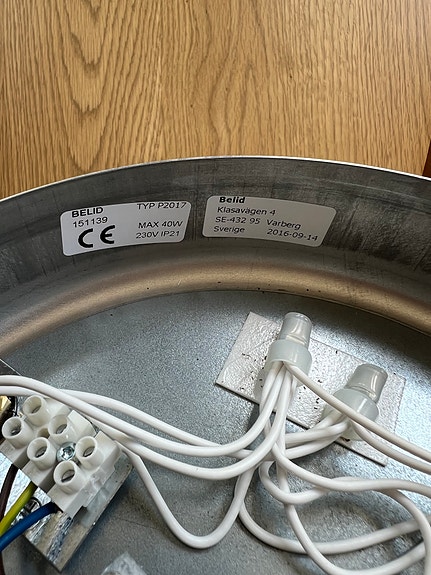 BELID TYP P2017
151139
MAX 40W
CE 230V IP21
Belid
Klasavägen 4
SE-432 95 Varberg
Sverige 2016-09-14